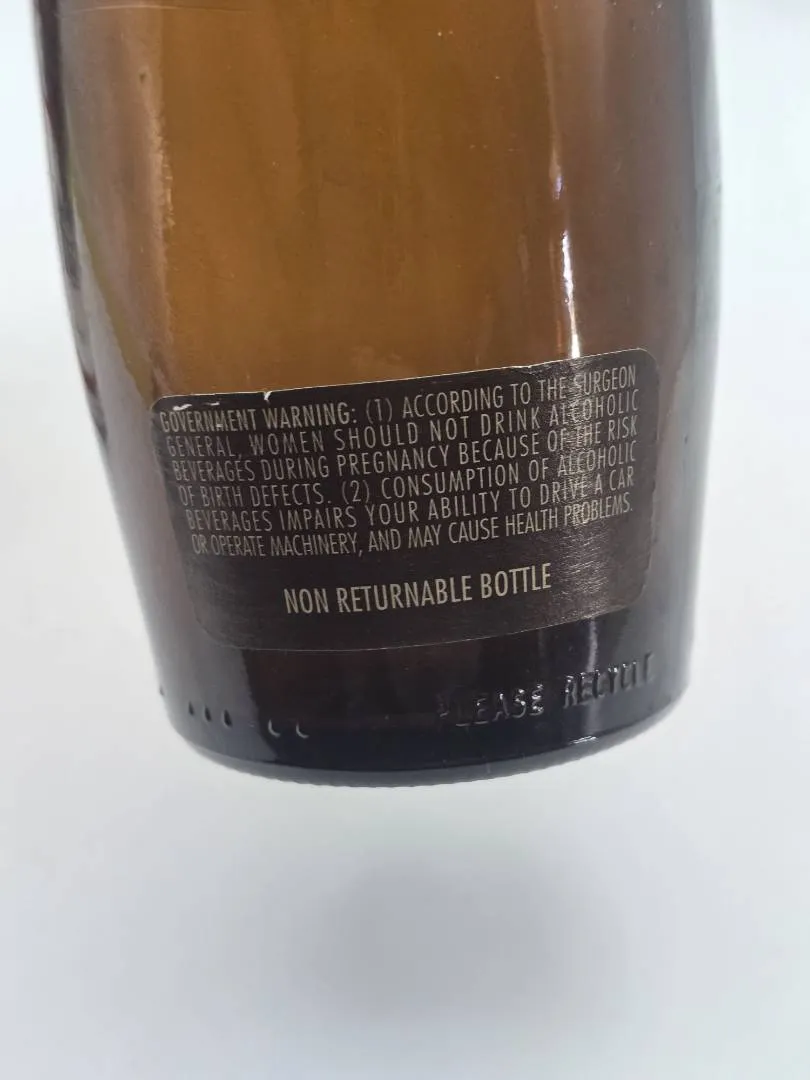 GOVERNMENT WARNING: (1) ACCORDING TO THE SURGEON
GENERAL, WOMEN SHOULD NOT DRINK ALCOHOLIC
BEVERAGES DURING PREGNANCY BECAUSE OF THE RISK
OF BIRTH DEFECTS. (2) CONSUMPTION OF ALCOHOLIC
BEVERAGES IMPAIRS YOUR ABILITY TO DRIVE A CAR
OR OPERATE MACHINERY, AND MAY CAUSE HEALTH PROBLEMS.
NON RETURNABLE BOTTLE
PLEASE RECYCLE